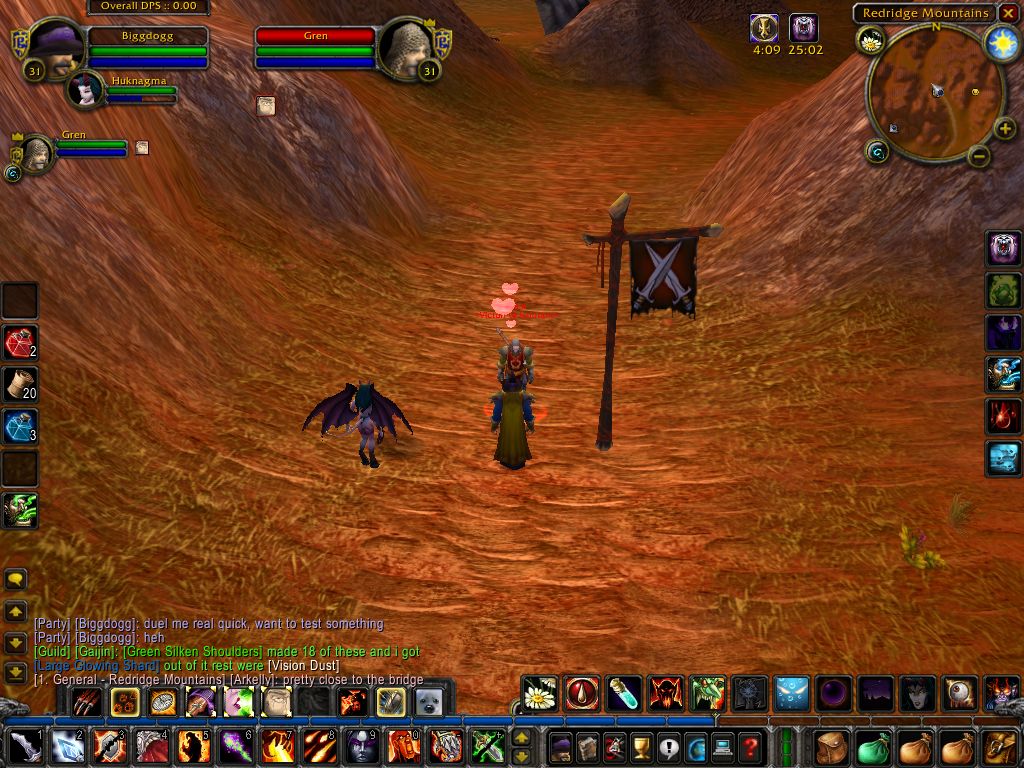 Overall DPS :: 0.00
Biggdogg
31
Huknagma
Gren
31
Gren
4:09 25:02
Redridge Mountains
N
2
20
3
[Party] [Biggdogg]: duel me real quick, want to test something
[Party] [Biggdogg]: heh
[Guild] [Gaijin]: [Green Silken Shoulders] made 18 of these and i got
[Large Glowing Shard] out of it rest were [Vision Dust]
[1. General - Redridge Mountains] [Arkelly]: pretty close to the bridge
1 2 3 4 5 6 7 8 9 0 - =